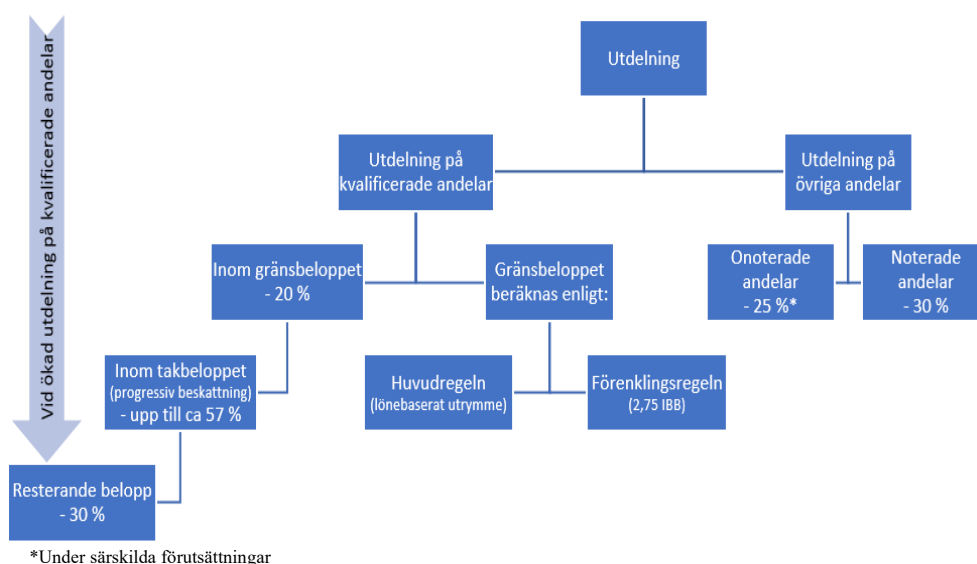 Vid ökad utdelning på kvalificerade andelar
Utdelning
Utdelning på
kvalificerade andelar
Utdelning på
övriga andelar
Inom gränsbeloppet
- 20 %
Gränsbeloppet
beräknas enligt:
Onoterade
andelar
- 25 %*
Noterade
andelar
- 30 %
Inom takbeloppet
(progressiv beskattning)
- upp till ca 57 %
Huvudregeln
(lönebaserat utrymme)
Förenklingsregeln
(2,75 IBB)
Resterande belopp
- 30 %
*Under särskilda förutsättningar